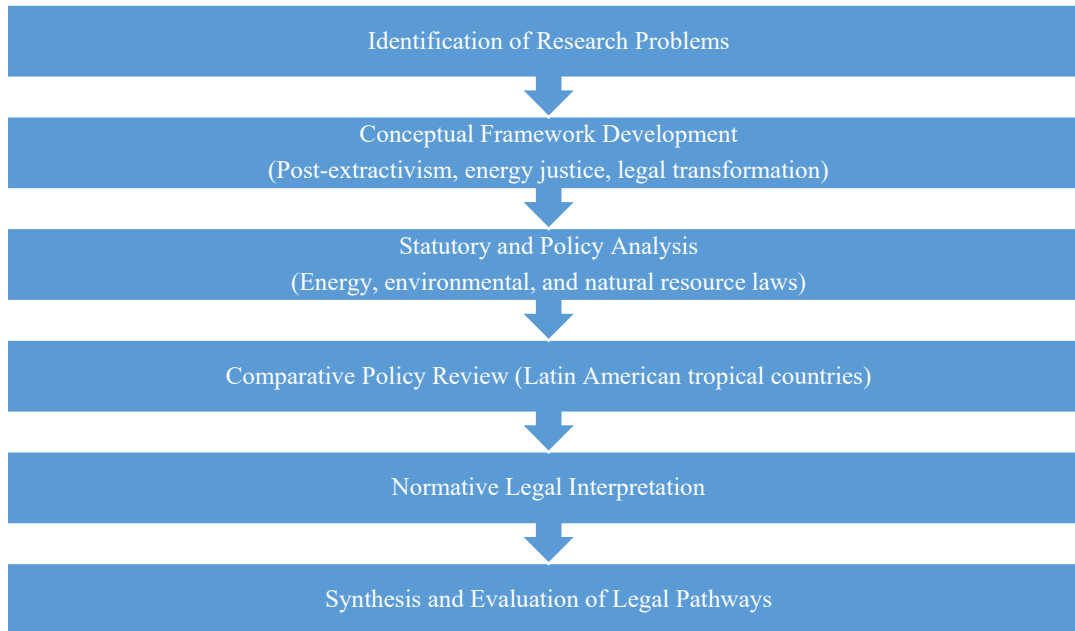 Identification of Research Problems
Conceptual Framework Development
(Post-extractivism, energy justice, legal transformation)
Statutory and Policy Analysis
(Energy, environmental, and natural resource laws)
Comparative Policy Review (Latin American tropical countries)
Normative Legal Interpretation
Synthesis and Evaluation of Legal Pathways